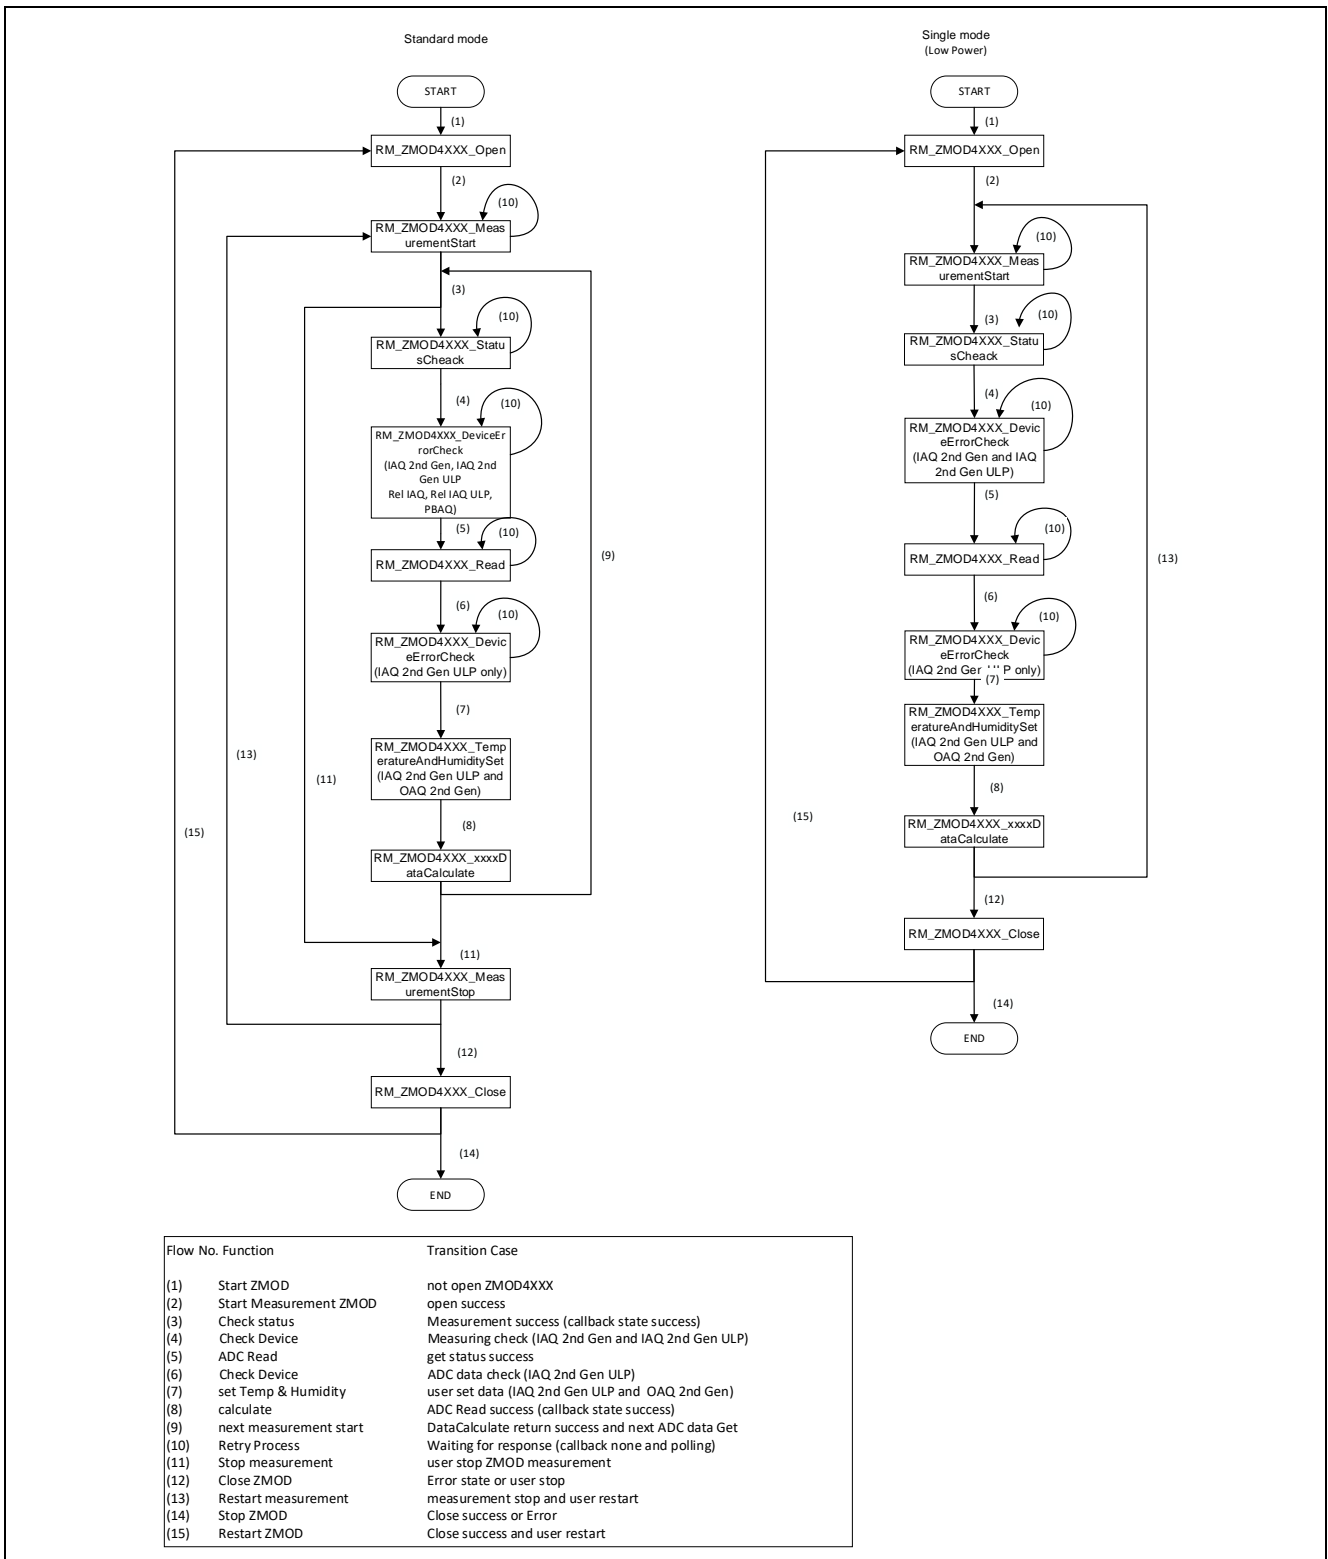 Standard mode
START
(1)
RM_ZMOD4XXX_Open
(2)
(10)
RM_ZMOD4XXX_Meas
urementStart
(3)
(10)
RM_ZMOD4XXX_Statu
sCheack
(4)
(10)
RM_ZMOD4XXX_DeviceEr
rorCheck
(IAQ 2nd Gen, IAQ 2nd
Gen ULP
Rel IAQ, Rel IAQ ULP,
PBAQ)
(5)
(10)
RM_ZMOD4XXX_Read
(9)
(6)
(10)
RM_ZMOD4XXX_Devic
eErrorCheck
(IAQ 2nd Gen ULP only)
(7)
RM_ZMOD4XXX_Temp
eratureAndHumiditySet
(IAQ 2nd Gen ULP and
OAQ 2nd Gen)
(13)
(11)
(15)
(8)
RM_ZMOD4XXX_xxxxD
ataCalculate
(11)
RM_ZMOD4XXX_Meas
urementStop
(12)
RM_ZMOD4XXX_Close
(14)
END
Single mode
(Low Power)
START
(1)
RM_ZMOD4XXX_Open
(2)
(10)
RM_ZMOD4XXX_Meas
urementStart
(3)
(10)
RM_ZMOD4XXX_Statu
sCheack
(4)
(10)
RM_ZMOD4XXX_Devic
eErrorCheck
(IAQ 2nd Gen and IAQ
2nd Gen ULP)
(5)
(10)
RM_ZMOD4XXX_Read
(13)
(6)
(10)
RM_ZMOD4XXX_Devic
eErrorCheck
(IAQ 2nd only)
(7)
RM_ZMOD4XXX_Temp
eratureAndHumiditySet
(IAQ 2nd Gen ULP and
OAQ 2nd Gen)
(8)
(15)
RM_ZMOD4XXX_xxxxD
ataCalculate
(12)
RM_ZMOD4XXX_Close
(14)
END
Flow No. Function Transition Case
(1) Start ZMOD not open ZMOD4XXX
(2) Start Measurement ZMOD open success
(3) Check status Measurement success (callback state success)
(4) Check Device Measuring check (IAQ 2nd Gen and IAQ 2nd Gen ULP)
(5) ADC Read get status success
(6) Check Device ADC data check (IAQ 2nd Gen ULP)
(7) set Temp & Humidity user set data (IAQ 2nd Gen ULP and OAQ 2nd Gen)
(8) calculate ADC Read success (callback state success)
(9) next measurement start DataCalculate return success and next ADC data Get
(10) Retry Process Waiting for response (callback none and polling)
(11) Stop measurement user stop ZMOD measurement
(12) Close ZMOD Error state or user stop
(13) Restart measurement measurement stop and user restart
(14) Stop ZMOD Close success or Error
(15) Restart ZMOD Close success and user restart